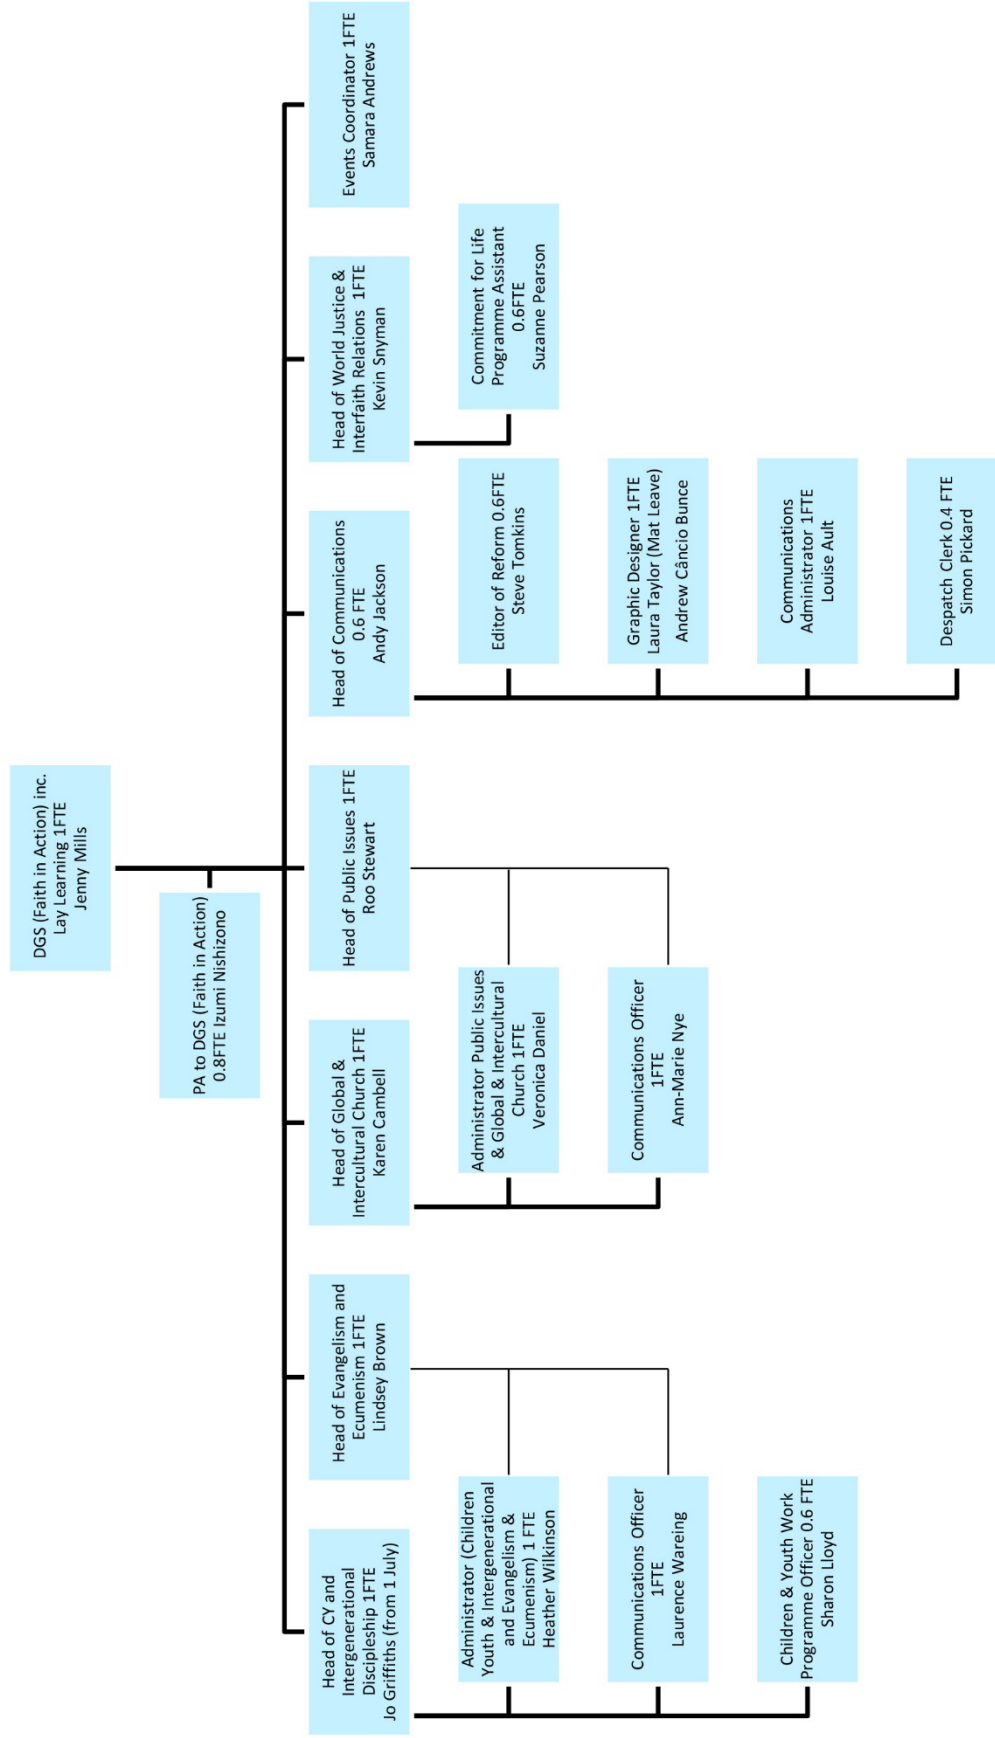 DGS (Faith in Action) inc.
Lay Learning 1FTE
Jenny Mills
PA to DGS (Faith in Action)
0.8FTE Izumi Nishizono
Head of CY and
Intergenerational
Discipleship 1FTE
Jo Griffiths (from 1 July)
Head of Evangelism and
Ecumenism 1FTE
Lindsey Brown
Head of Global &
Intercultural Church 1FTE
Karen Cambell
Head of Public Issues 1FTE
Roo Stewart
Head of Communications
0.6 FTE
Andy Jackson
Head of World Justice &
Interfaith Relations 1FTE
Kevin Snyman
Events Coordinator 1FTE
Samara Andrews
Administrator (Children
Youth & Intergenerational
and Evangelism &
Ecumenism) 1 FTE
Heather Wilkinson
Administrator Public Issues
& Global & Intercultural
Church 1FTE
Veronica Daniel
Editor of Reform 0.6FTE
Steve Tomkins
Commitment for Life
Programme Assistant
0.6FTE
Suzanne Pearson
Communications Officer
1FTE
Laurence Wareing
Communications Officer
1FTE
Ann-Marie Nye
Graphic Designer 1FTE
Laura Taylor (Mat Leave)
Andrew Câncio Bunce
Children & Youth Work
Programme Officer 0.6 FTE
Sharon Lloyd
Communications
Administrator 1FTE
Louise Ault
Despatch Clerk 0.4 FTE
Simon Pickard